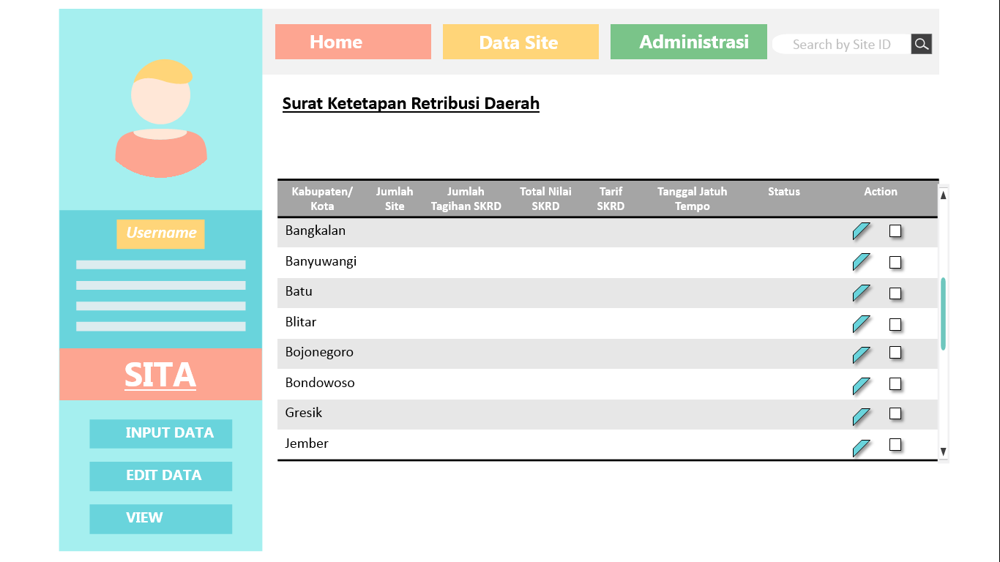 Home
Data Site
Administrasi
Search by Site ID
Surat Ketetapan Retribusi Daerah
Kabupaten/
Kota
Jumlah
Site
Jumlah
Tagihan SKRD
Total Nilai
SKRD
Tarif
SKRD
Tanggal Jatuh
Tempo
Status
Action
Bangkalan
Banyuwangi
Batu
Blitar
Bojonegoro
Bondowoso
Gresik
Jember
Username
SITA
INPUT DATA
EDIT DATA
VIEW